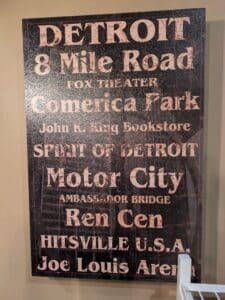 DETROIT
8 Mile Road
FOX THEATER
Comerica Park
John K. King Bookstore
SPIRIT OF DETROIT
Motor City
AMBASSADOR BRIDGE
Ren Cen
HITSVILLE U.S.A.
Joe Louis Arena